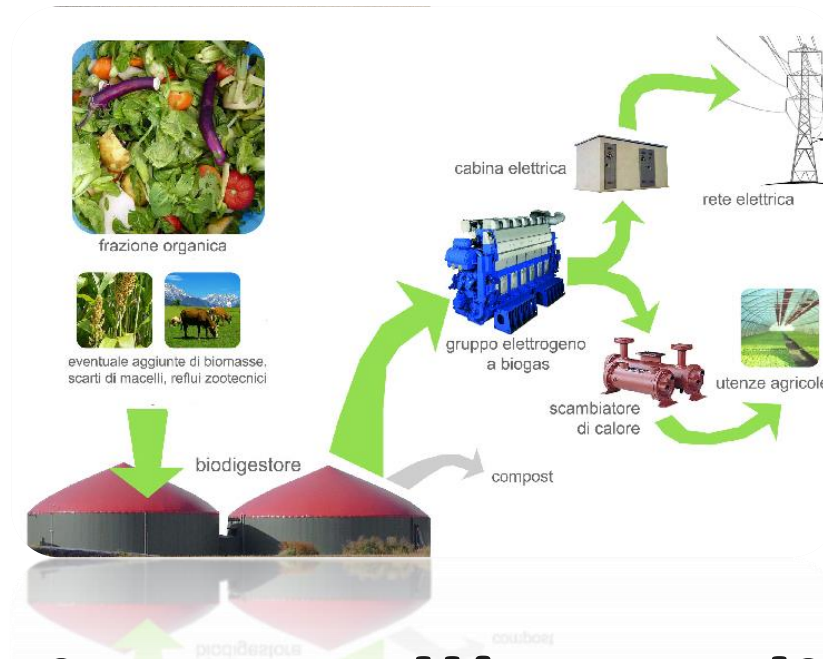 frazione organica
eventuale aggiunte di biomasse,
scarti di macelli, reflui zootecnici
biodigestore
compost
gruppo elettrogeno
a biogas
cabina elettrica
rete elettrica
scambiatore
di calore
utenze agricole